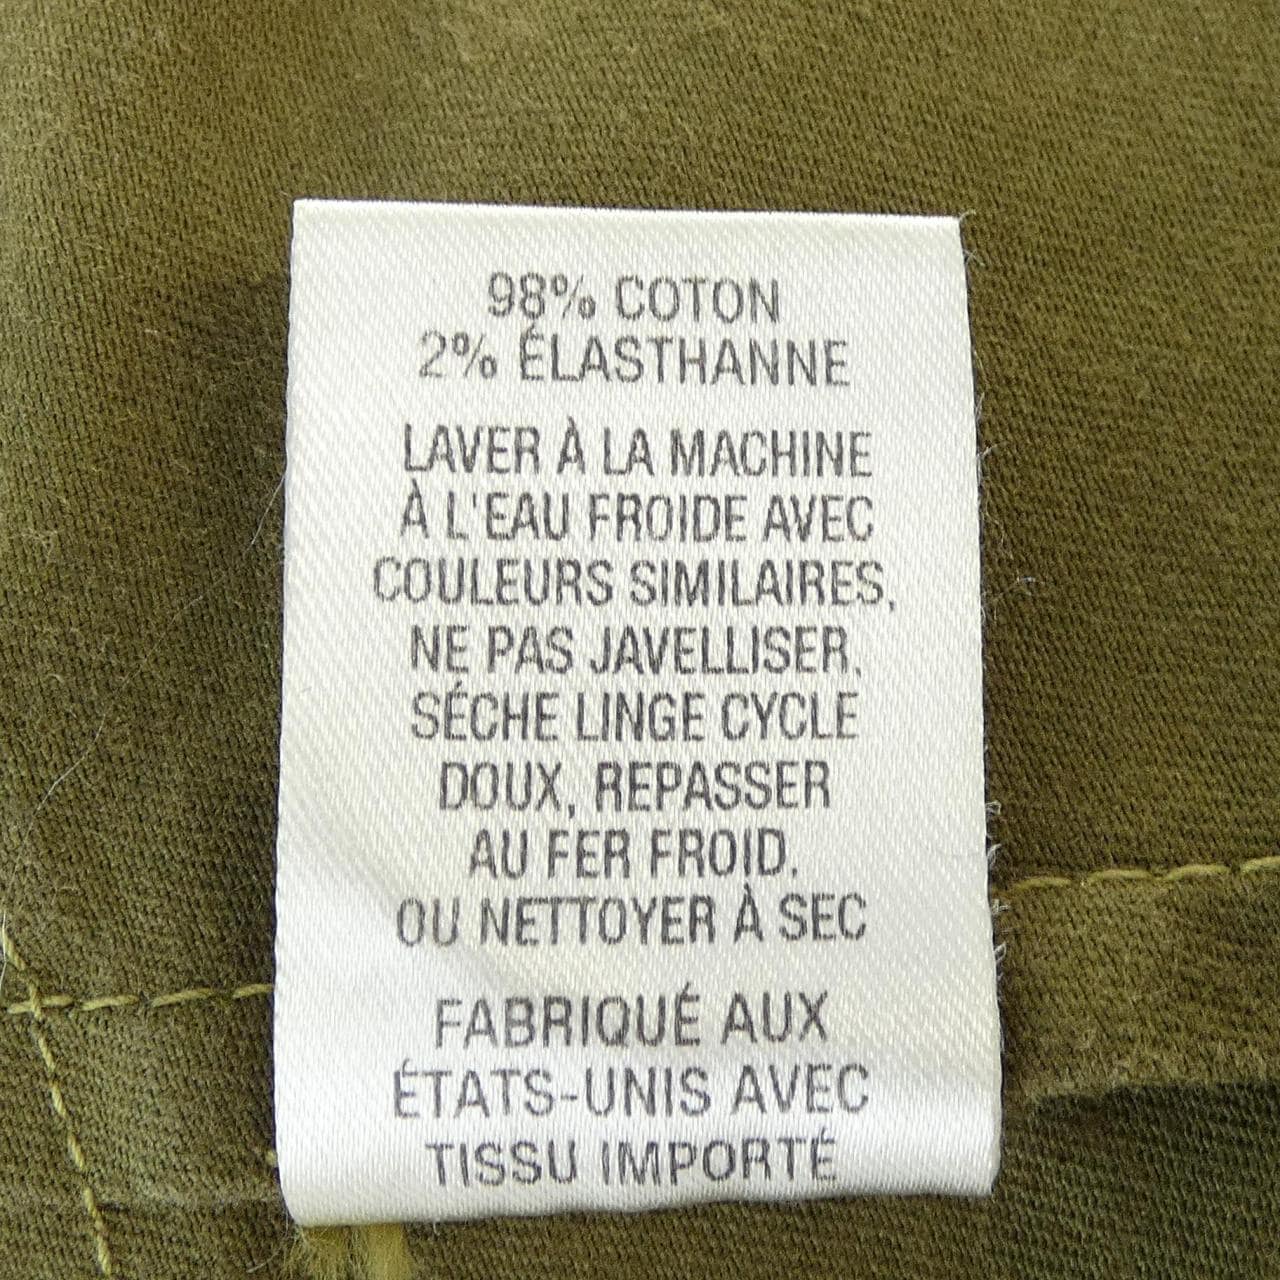 98% COTON
2% ÉLASTHANNE
LAVER À LA MACHINE
À L'EAU FROIDE AVEC
COULEURS SIMILAIRES,
NE PAS JAVELLISER.
SÉCHE LINGE CYCLE
DOUX, REPASSER
AU FER FROID.
OU NETTOYER À SEC
FABRIQUÉ AUX
ÉTATS-UNIS AVEC
TISSU IMPORTÉ